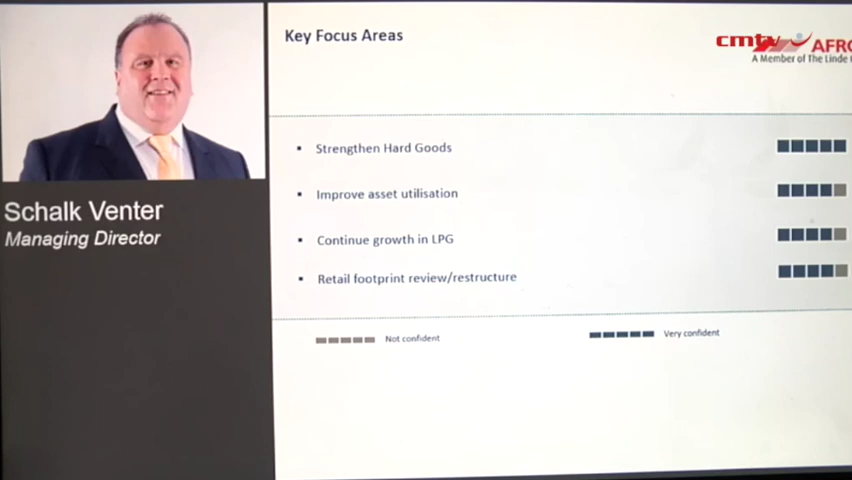 Key Focus Areas
cmtv
A Member of The Linde
Strengthen Hard Goods
Improve asset utilisation
Continue growth in LPG
Retail footprint review/restructure
Not confident
Very confident
Schalk Venter
Managing Director